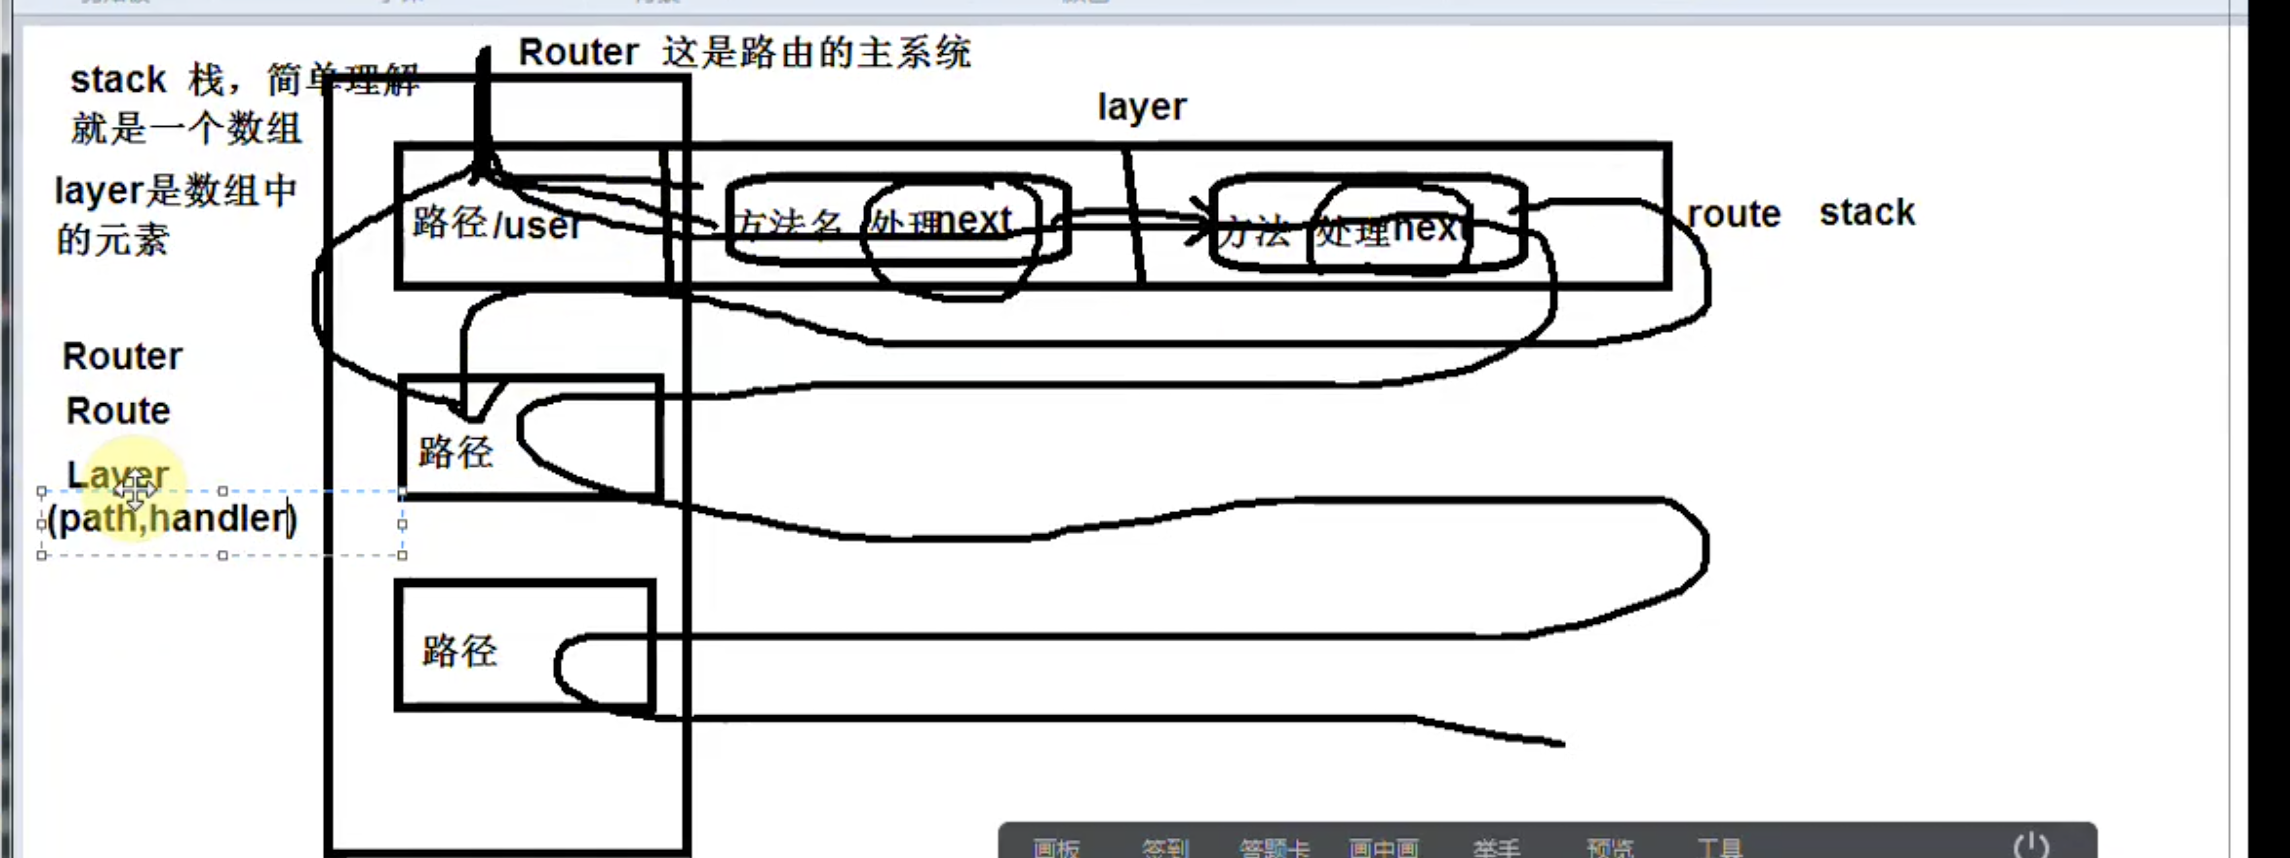 Router 这是路由的主系统
stack 栈，简单理解
就是一个数组
layer
layer是数组中
的元素
路径/user
方法名 处理next
方法 处理next
route stack
Router
Route
路径
Layer
(path,handler)
路径
画板 签到 答题卡 画中画 举手 预览 工具